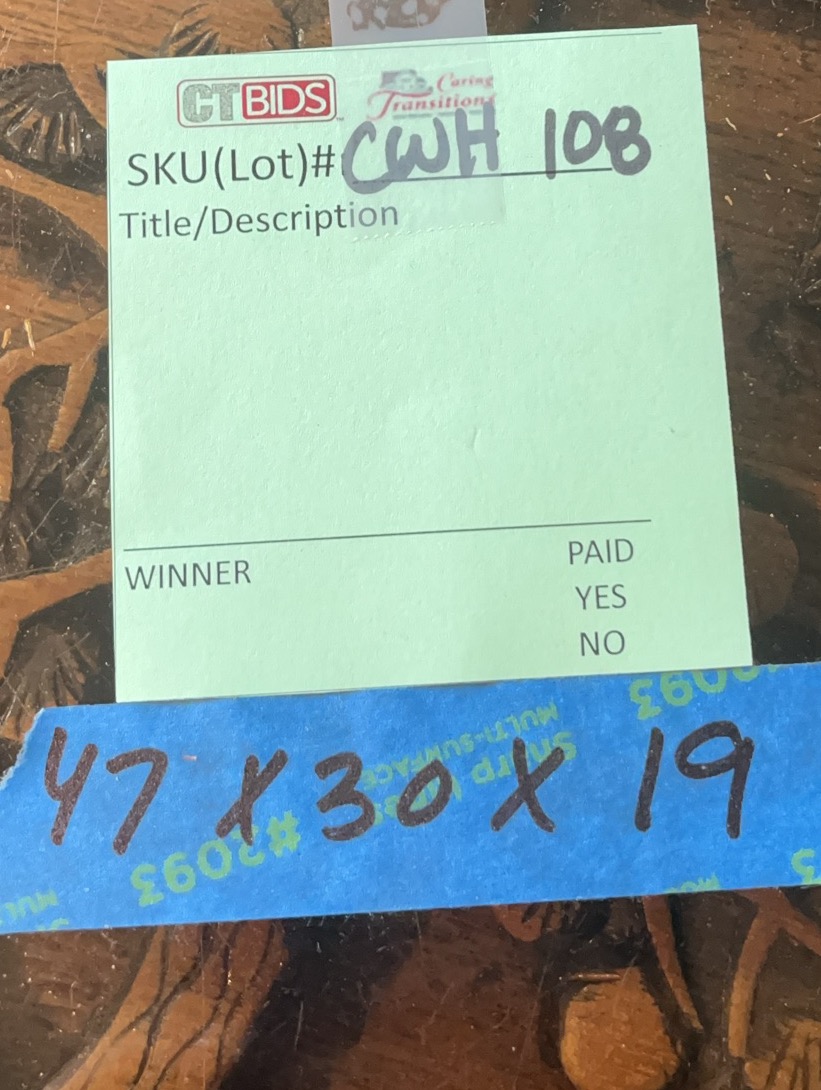 CTBIDS
Caring
Transitions
SKU(Lot)# CWH 108
Title/Description
WINNER
PAID
YES
NO
47 x 30 x 19
#2093
MULTI-SURFACE